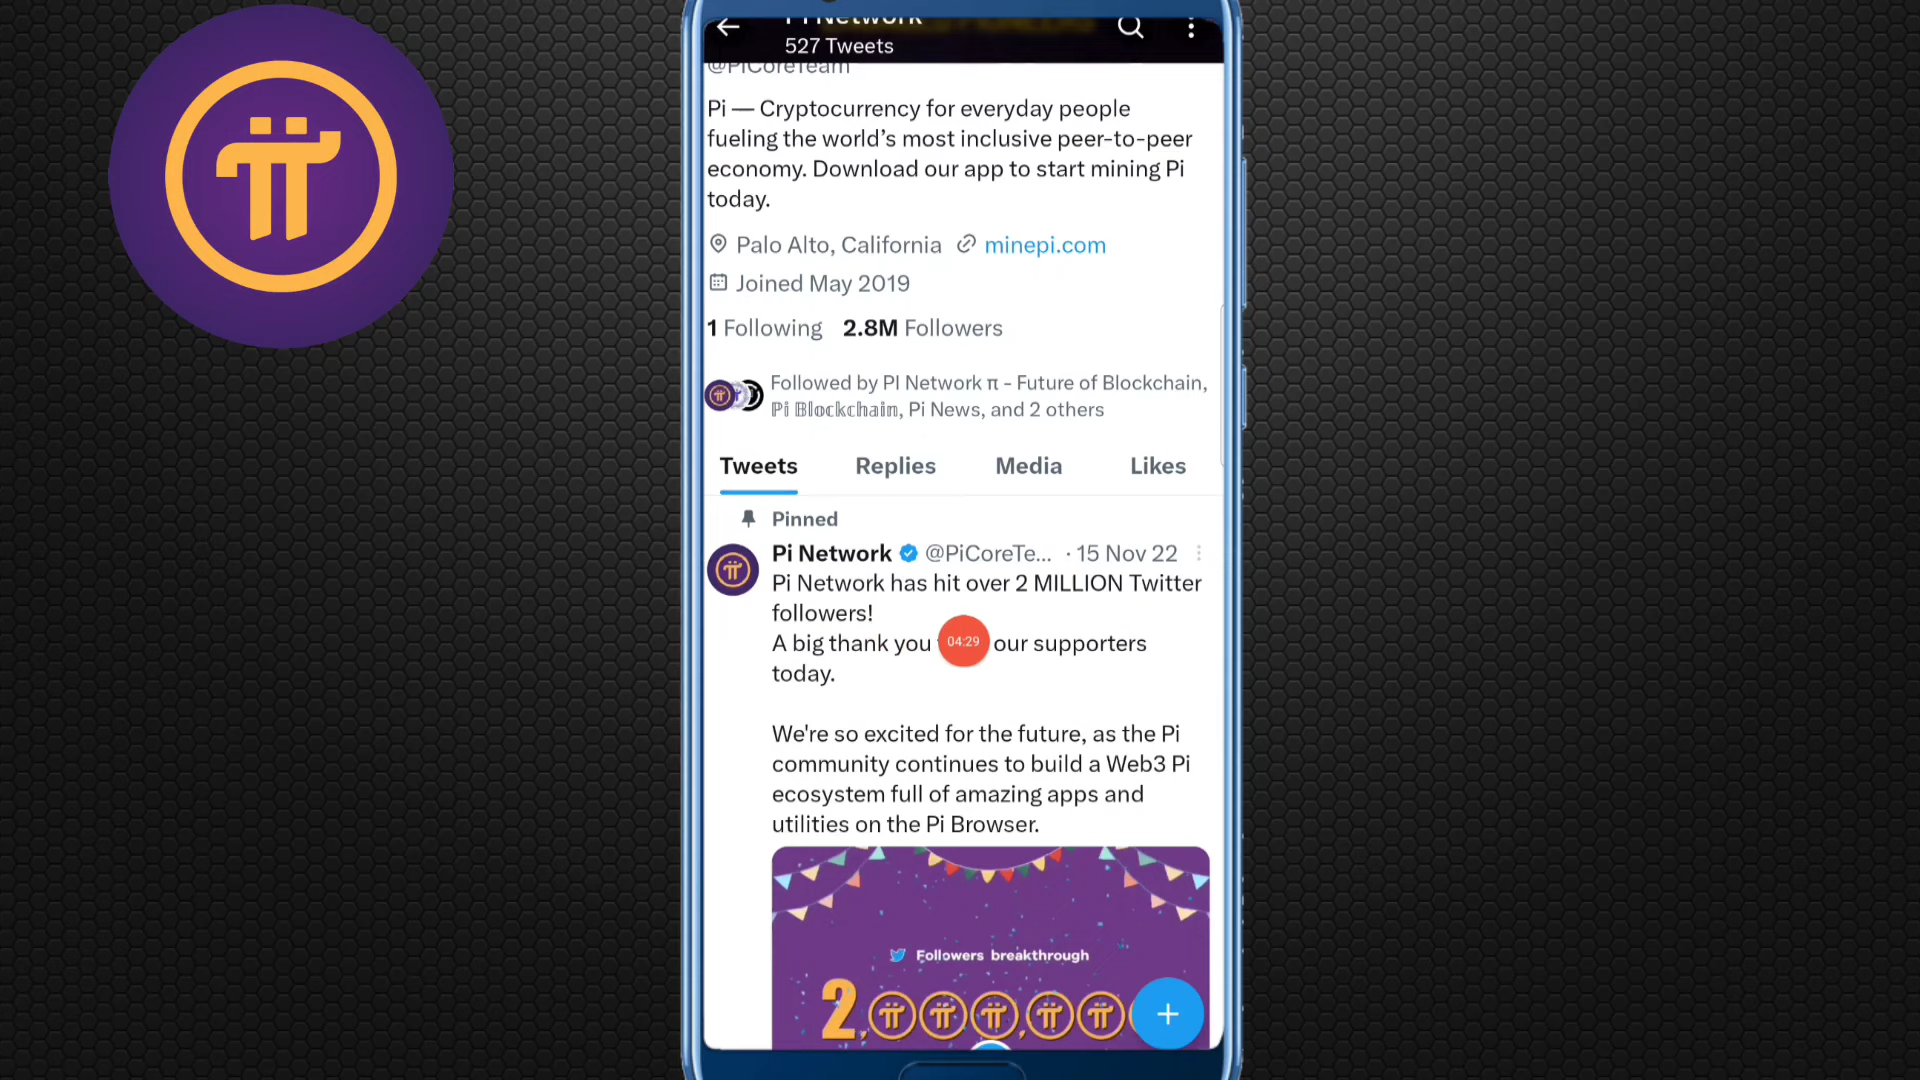 Pi Network
527 Tweets
@PiCoreTeam
Pi — Cryptocurrency for everyday people
fueling the world’s most inclusive peer-to-peer
economy. Download our app to start mining Pi
today.
Palo Alto, California minepi.com
Joined May 2019
1 Following 2.8M Followers
Followed by PI Network π - Future of Blockchain,
ℙ𝕚 𝔹𝕝𝕠𝕔𝕜𝕔𝕙𝕒𝕚𝕟, Pi News, and 2 others
Tweets Replies Media Likes
Pinned
Pi Network @PiCoreTe... · 15 Nov 22
Pi Network has hit over 2 MILLION Twitter
followers!
A big thank you 04:29 our supporters
today.
We're so excited for the future, as the Pi
community continues to build a Web3 Pi
ecosystem full of amazing apps and
utilities on the Pi Browser.
Followers breakthrough
2,